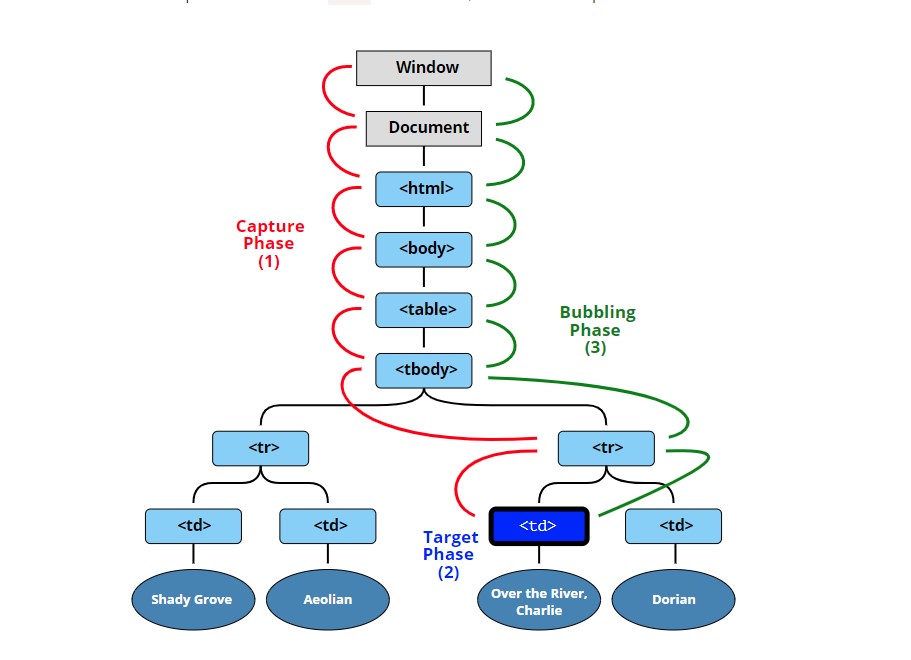 Window
Document
<html>
Capture
Phase
(1)
<body>
<table>
Bubbling
Phase
(3)
<tbody>
<tr>
<tr>
<td>
<td>
<td>
<td>
Target
Phase
(2)
Shady Grove
Aeolian
Over the River,
Charlie
Dorian